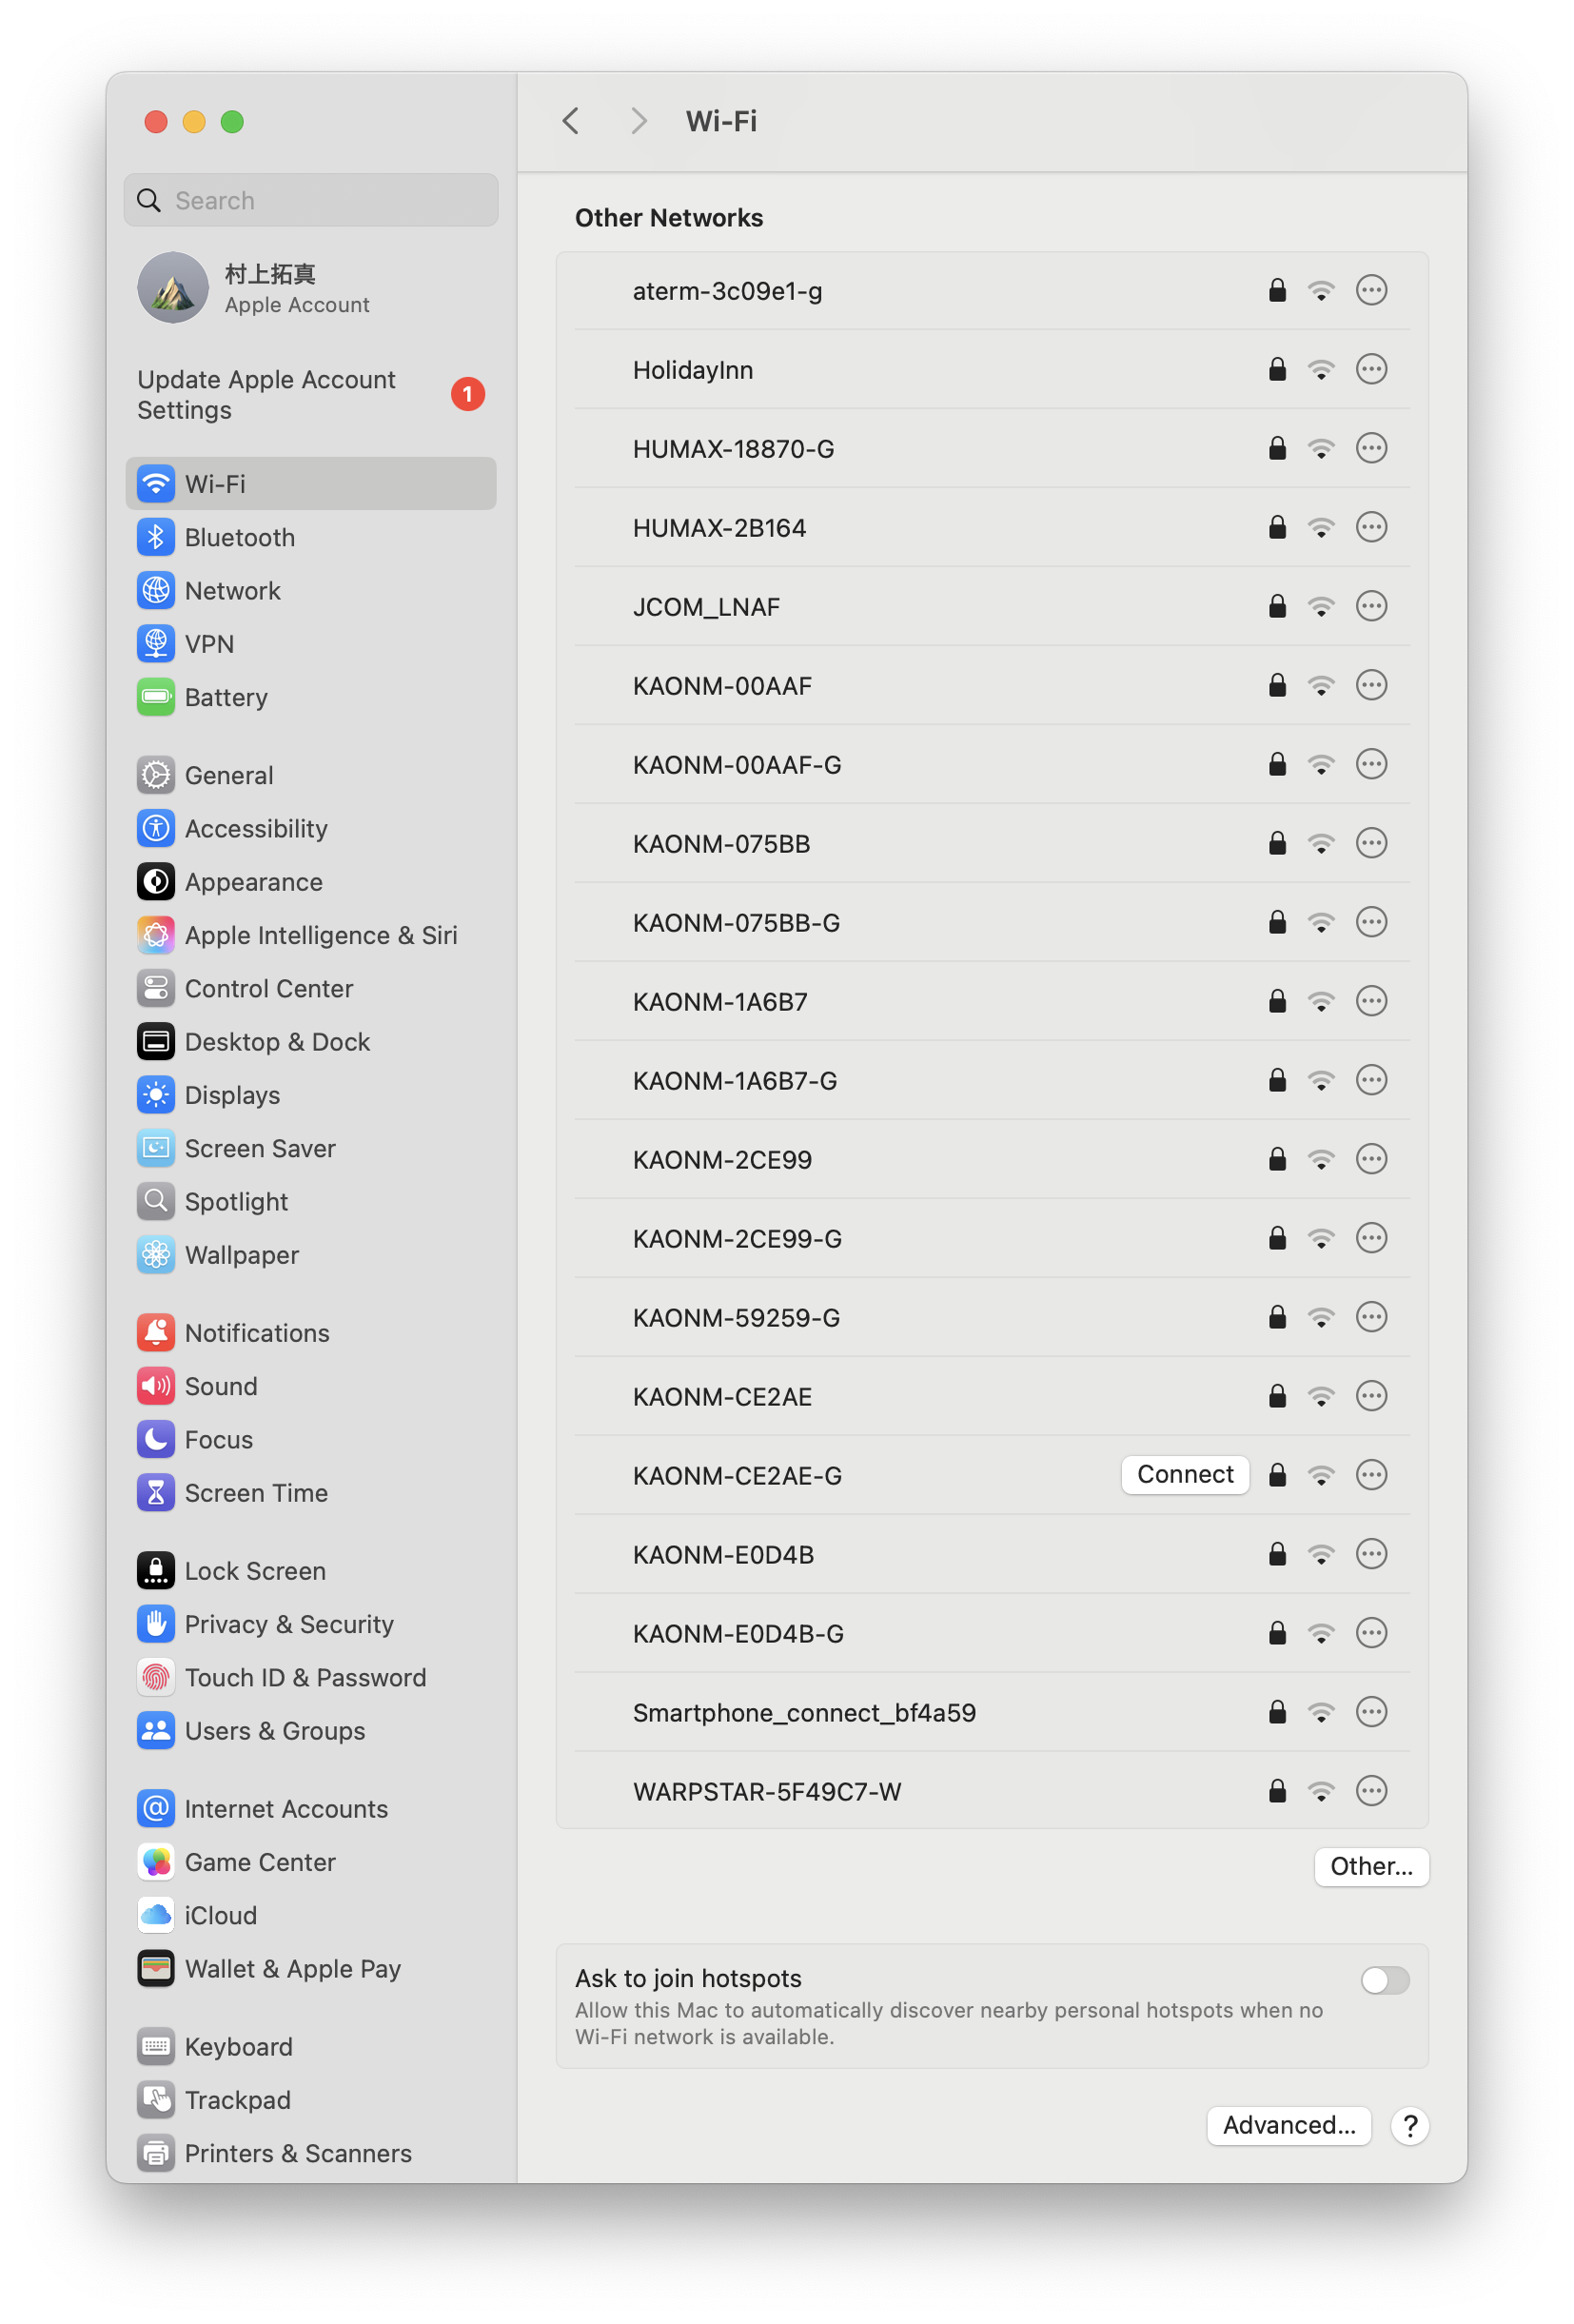 Search
村上拓真
Apple Account
Update Apple Account
Settings
1
Wi-Fi
Bluetooth
Network
VPN
Battery
General
Accessibility
Appearance
Apple Intelligence & Siri
Control Center
Desktop & Dock
Displays
Screen Saver
Spotlight
Wallpaper
Notifications
Sound
Focus
Screen Time
Lock Screen
Privacy & Security
Touch ID & Password
Users & Groups
Internet Accounts
Game Center
iCloud
Wallet & Apple Pay
Keyboard
Trackpad
Printers & Scanners
Wi-Fi
Other Networks
aterm-3c09e1-g
HolidayInn
HUMAX-18870-G
HUMAX-2B164
JCOM_LNAF
KAONM-00AAF
KAONM-00AAF-G
KAONM-075BB
KAONM-075BB-G
KAONM-1A6B7
KAONM-1A6B7-G
KAONM-2CE99
KAONM-2CE99-G
KAONM-59259-G
KAONM-CE2AE
KAONM-CE2AE-G Connect
KAONM-E0D4B
KAONM-E0D4B-G
Smartphone_connect_bf4a59
WARPSTAR-5F49C7-W
Other...
Ask to join hotspots
Allow this Mac to automatically discover nearby personal hotspots when no
Wi-Fi network is available.
Advanced... ?